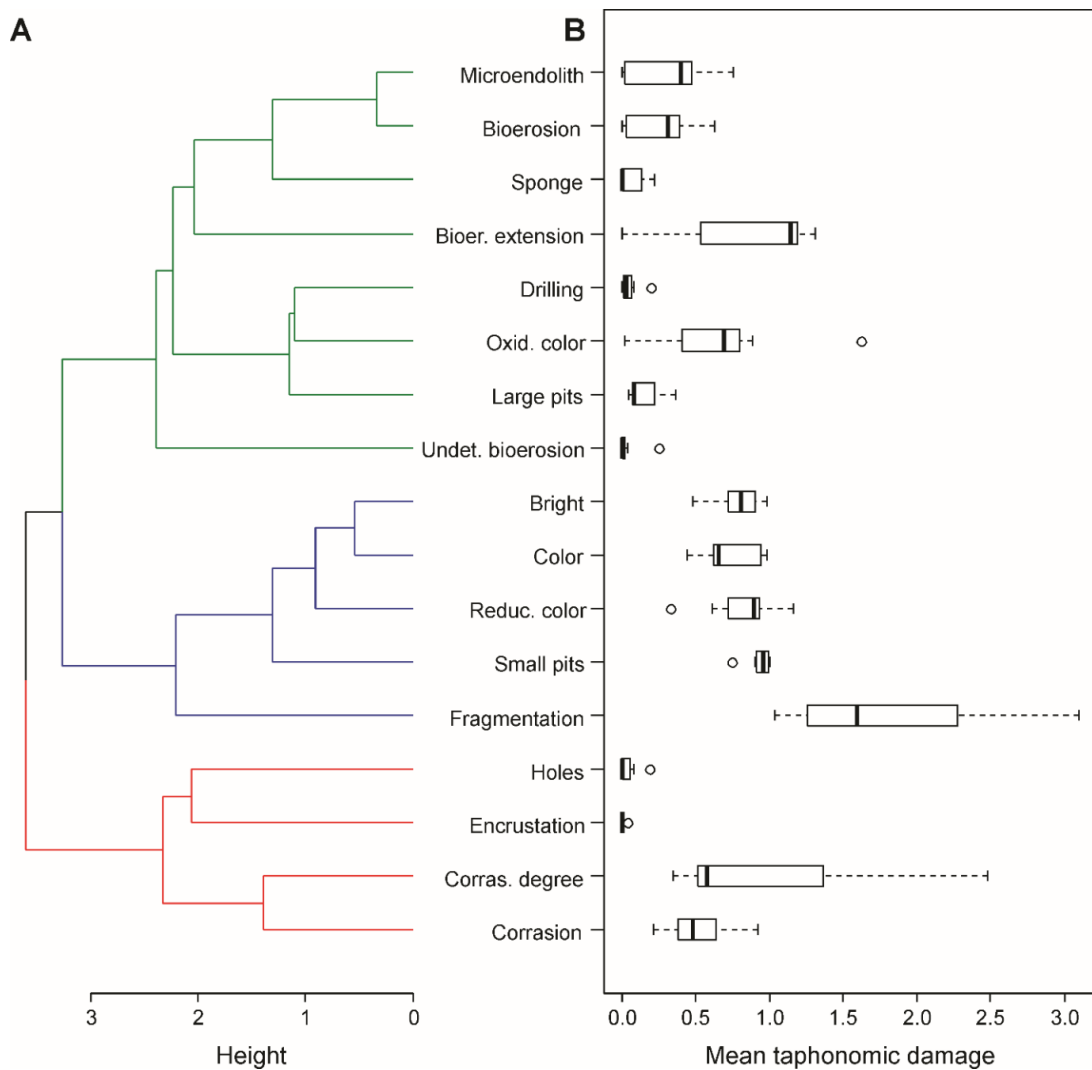 A
B
Microendolith
Bioerosion
Sponge
Bioer. extension
Drilling
Oxid. color
Large pits
Undet. bioerosion
Bright
Color
Reduc. color
Small pits
Fragmentation
Holes
Encrustation
Corras. degree
Corrasion
3 2 1 0
0.0 0.5 1.0 1.5 2.0 2.5 3.0
Height
Mean taphonomic damage